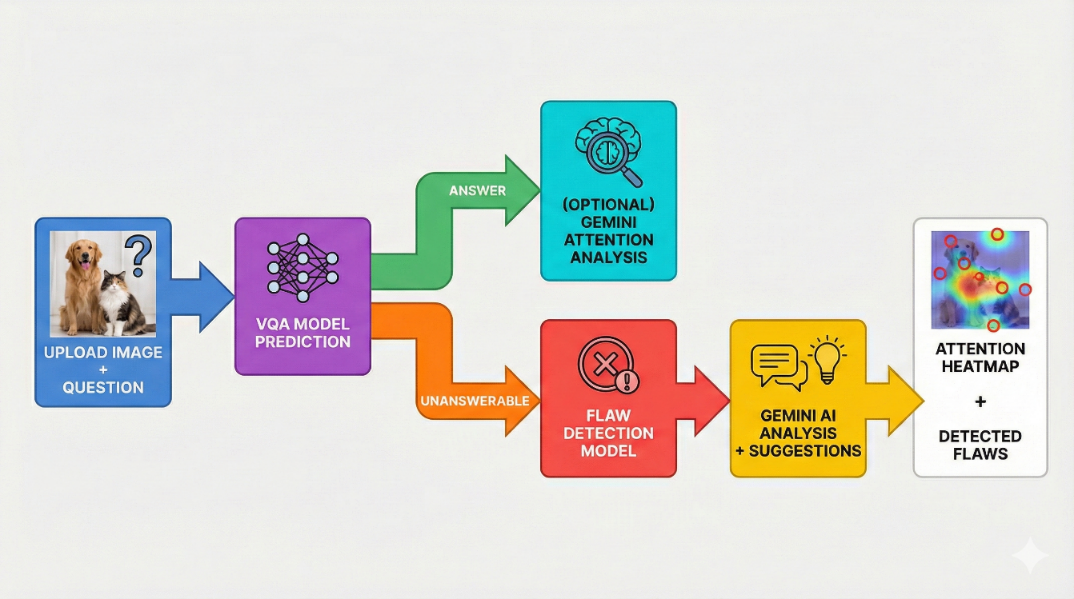 UPLOAD IMAGE
+
QUESTION
VQA MODEL
PREDICTION
ANSWER
(OPTIONAL)
GEMINI
ATTENTION
ANALYSIS
UNANSWERABLE
FLAW
DETECTION
MODEL
GEMINI AI
ANALYSIS
+ SUGGESTIONS
ATTENTION
HEATMAP
+
DETECTED
FLAWS